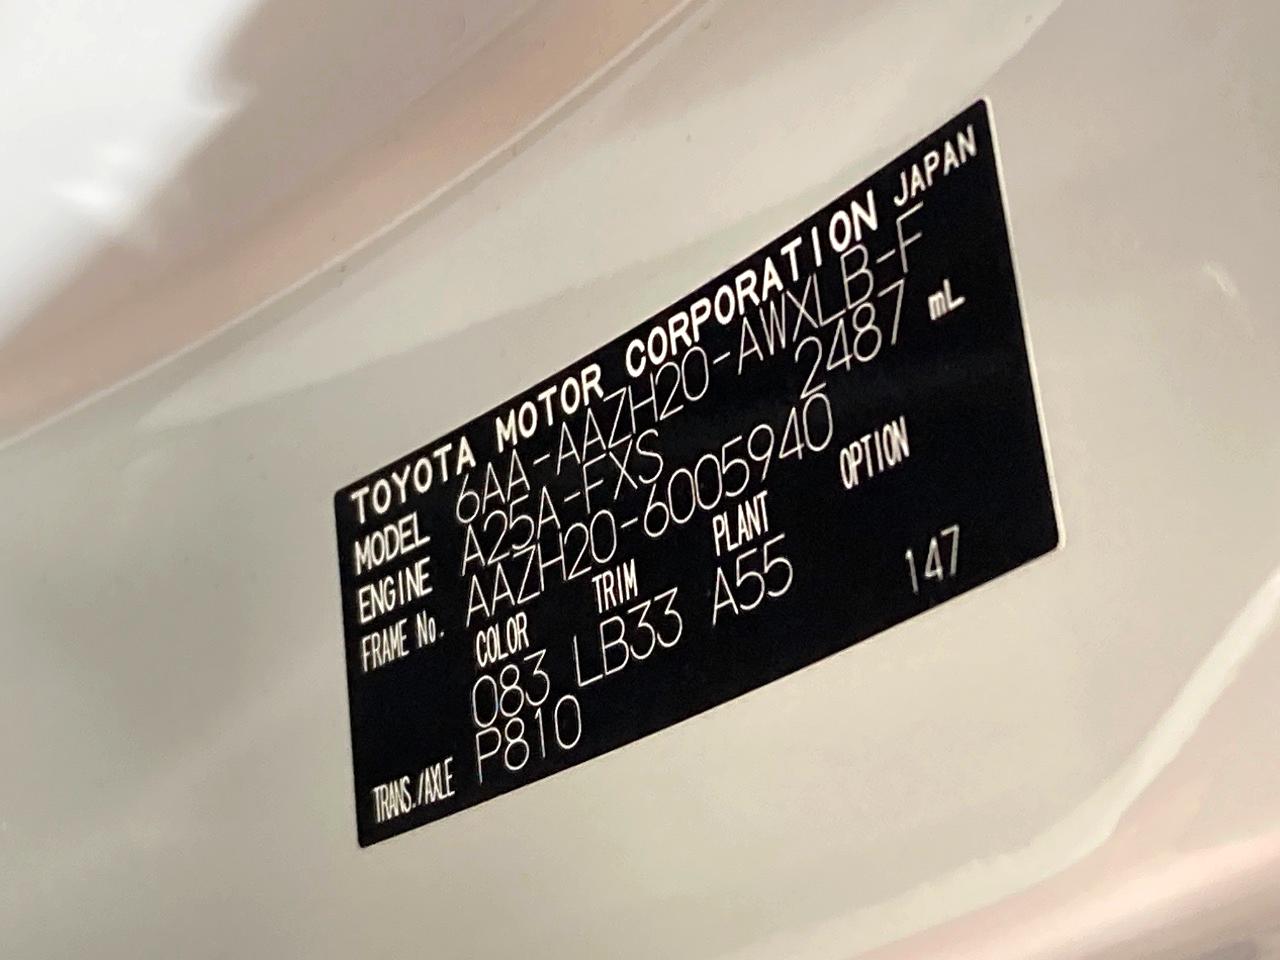 TOYOTA MOTOR CORPORATION JAPAN
MODEL 6AA-AAZH20-AWXLB-F
ENGINE A25A-FXS 2487 mL
FRAME No. AAZH20-6005940
COLOR TRIM PLANT OPTION
083 LB33 A55 147
TRANS./AXLE P810